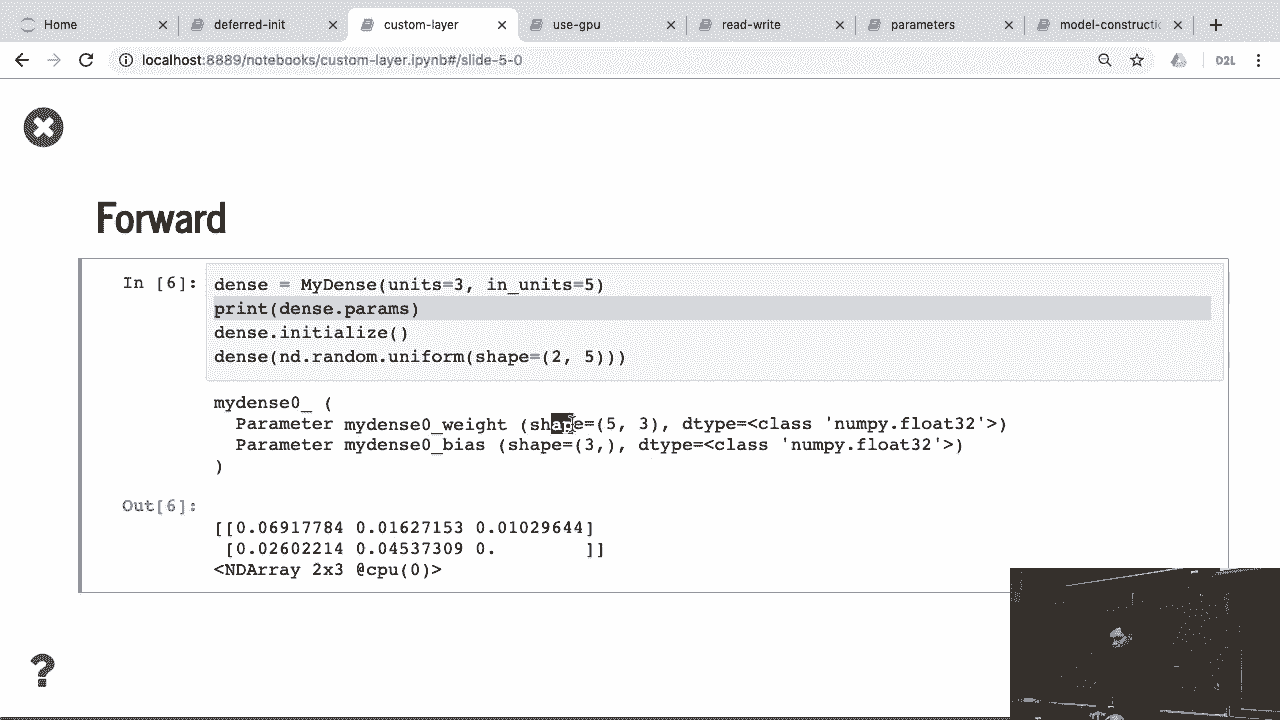 Home
deferred-init
custom-layer
use-gpu
read-write
parameters
model-constructic
localhost:8889/notebooks/custom-layer.ipynb#/slide-5-0
D2L
Forward
In [6]:
dense = MyDense(units=3, in_units=5)
print(dense.params)
dense.initialize()
dense(nd.random.uniform(shape=(2, 5)))
mydense0_ (
Parameter mydense0_weight (shape=(5, 3), dtype=<class 'numpy.float32'>)
Parameter mydense0_bias (shape=(3,), dtype=<class 'numpy.float32'>)
)
Out[6]:
[[0.06917784 0.01627153 0.01029644]
[0.02602214 0.04537309 0. ]]
<NDArray 2x3 @cpu(0)>
?